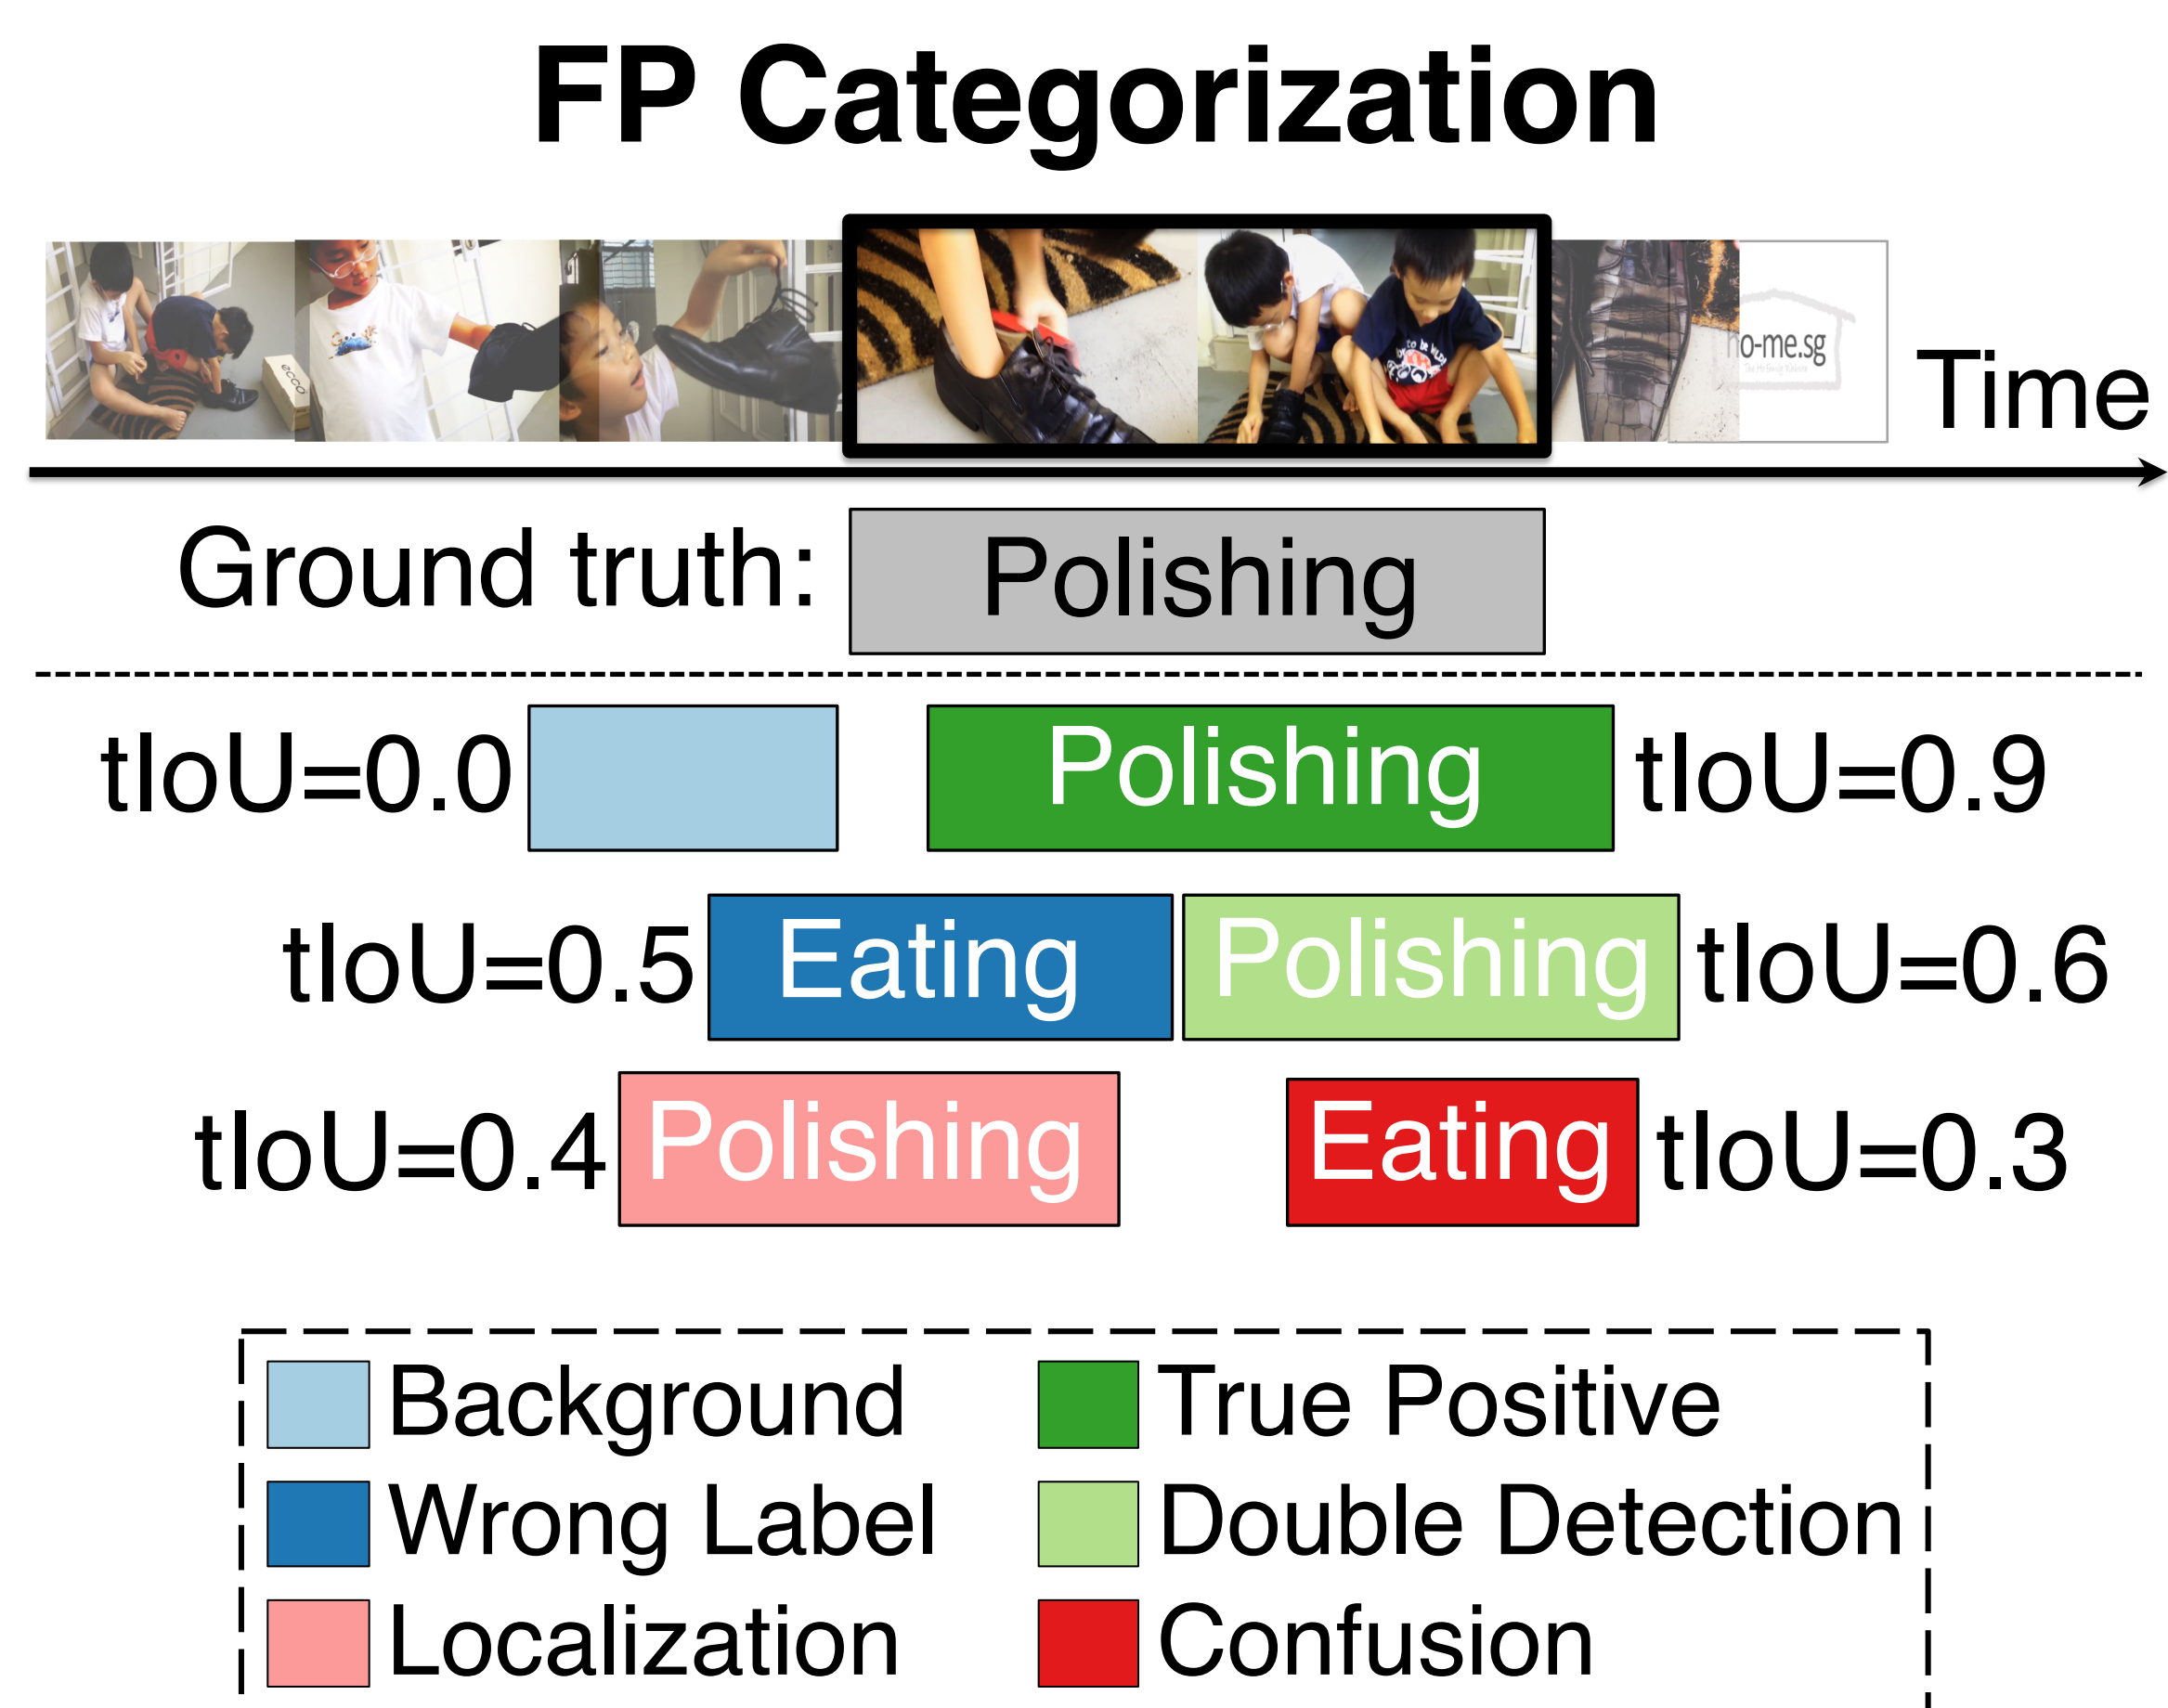 FP Categorization
ecco
o-me.sg
Time
Ground truth: Polishing
tIoU=0.0 Polishing tIoU=0.9
tIoU=0.5 Eating Polishing tIoU=0.6
tIoU=0.4 Polishing Eating tIoU=0.3
Background True Positive
Wrong Label Double Detection
Localization Confusion